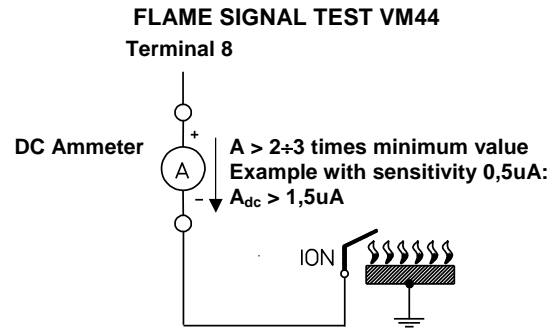 FLAME SIGNAL TEST VM44
Terminal 8
DC Ammeter
+
A
-
A > 2÷3 times minimum value
Example with sensitivity 0,5uA:
Adc > 1,5uA
ION